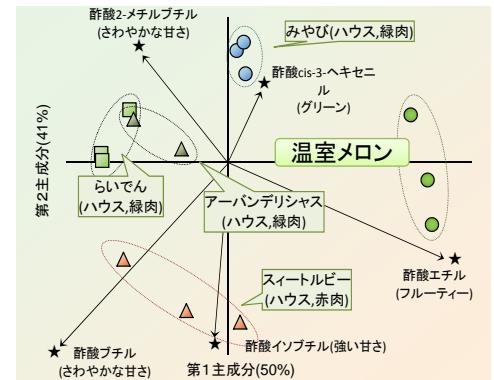 酢酸2-メチルブチル
(さわやかな甘さ)
みやび(ハウス,緑肉)
酢酸cis-3-ヘキセニ
ル
(グリーン)
温室メロン
第2主成分(41%)
らいでん
(ハウス,緑肉)
アーバンデリシャス
(ハウス,緑肉)
酢酸エチル
(フルーティー)
スィートルビー
(ハウス,赤肉)
酢酸ブチル
(さわやかな甘さ)
酢酸イソブチル(強い甘さ)
第1主成分(50%)